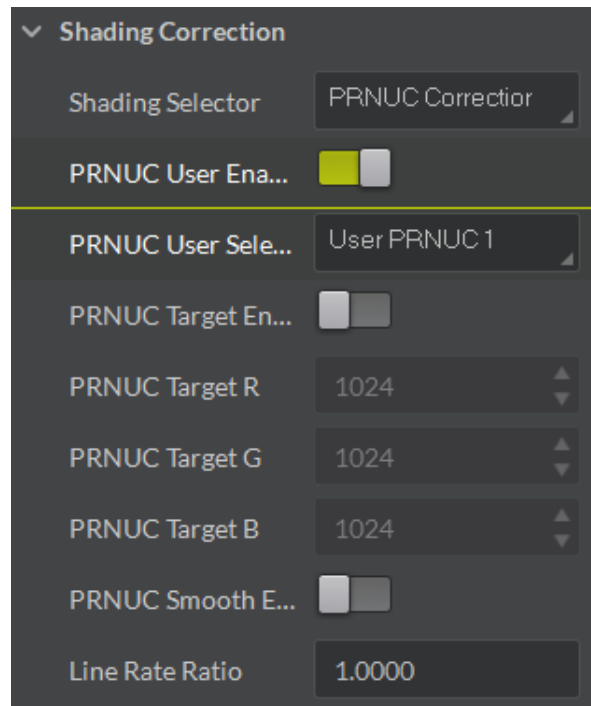 Shading Correction
Shading Selector PRNUC Correctior
PRNUC User Ena...
PRNUC User Sele... User PRNUC 1
PRNUC Target En...
PRNUC Target R 1024
PRNUC Target G 1024
PRNUC Target B 1024
PRNUC Smooth E...
Line Rate Ratio 1.0000